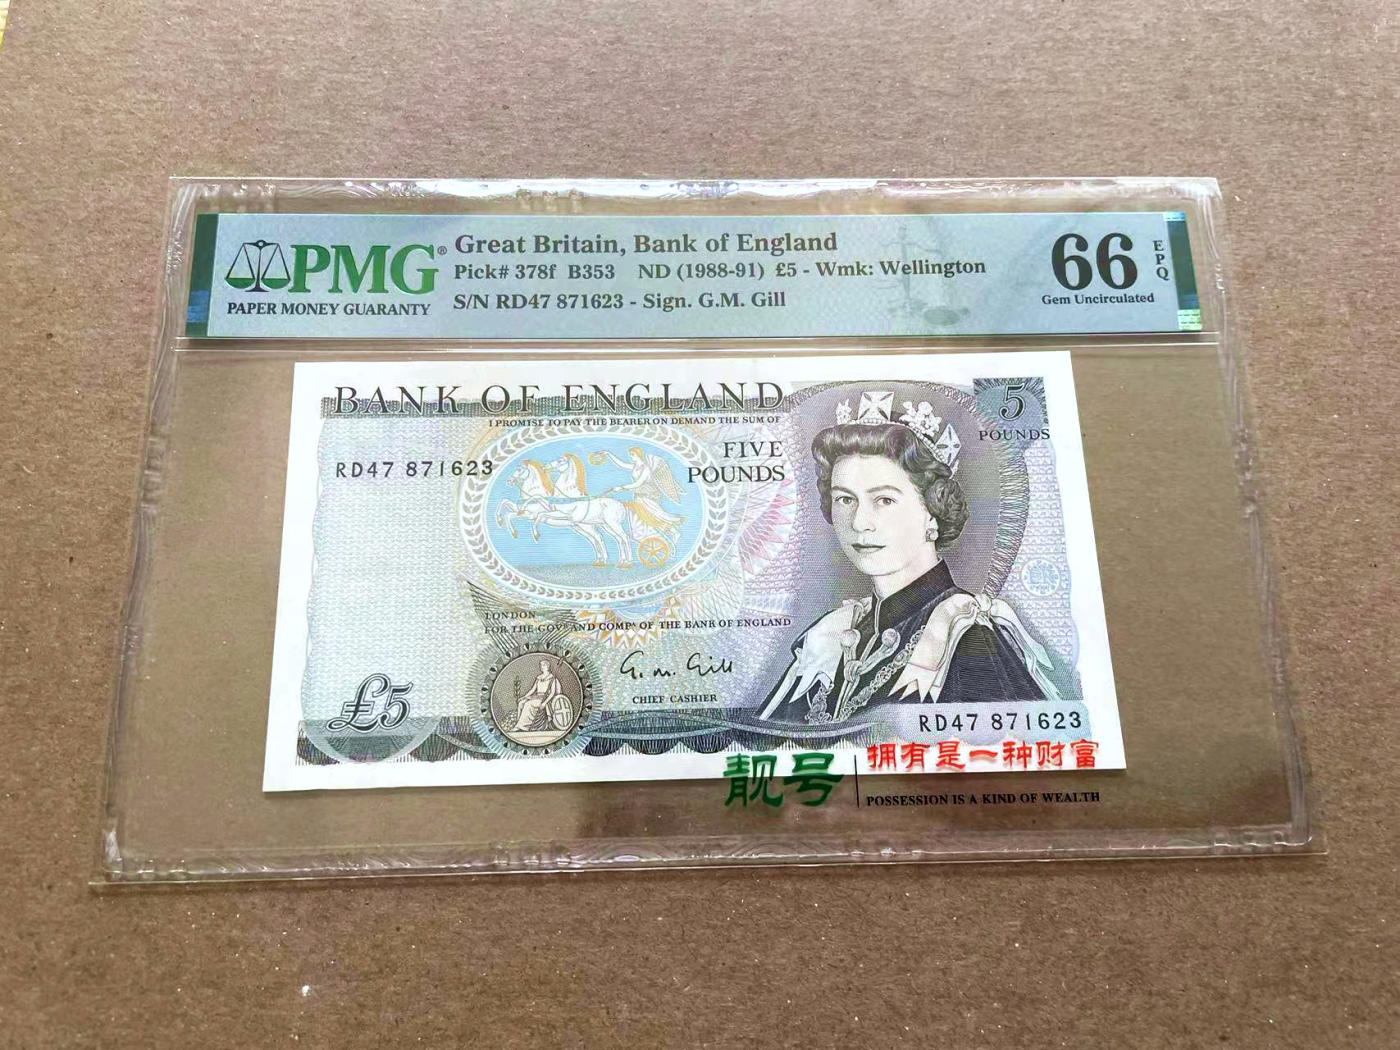 PMG®
PAPER MONEY GUARANTY
Great Britain, Bank of England
Pick# 378f B353 ND (1988-91) £5 - Wmk: Wellington
S/N RD47 871623 - Sign. G.M. Gill
66
EPQ
Gem Uncirculated
BANK OF ENGLAND
I PROMISE TO PAY THE BEARER ON DEMAND THE SUM OF
FIVE
POUNDS
5
POUNDS
RD47 871623
LONDON
FOR THE GOVR AND COMPA OF THE BANK OF ENGLAND
G. M. Gill
CHIEF CASHIER
£5
RD47 871623
靓号
拥有是一种财富
POSSESSION IS A KIND OF WEALTH